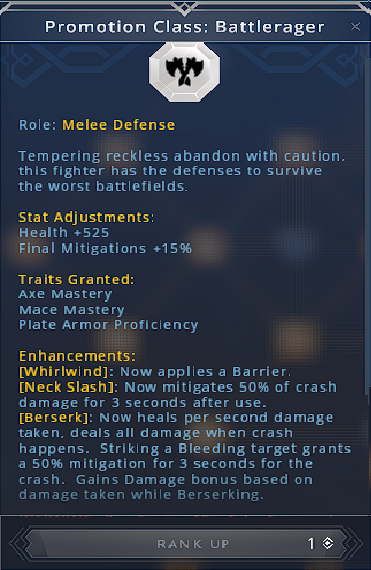 Promotion Class: Battlerager
Role: Melee Defense
Tempering reckless abandon with caution,
this fighter has the defenses to survive
the worst battlefields.
Stat Adjustments:
Health +525
Final Mitigations +15%
Traits Granted:
Axe Mastery
Mace Mastery
Plate Armor Proficiency
Enhancements:
[Whirlwind]: Now applies a Barrier.
[Neck Slash]: Now mitigates 50% of crash
damage for 3 seconds after use.
[Berserk]: Now heals per second damage
taken, deals all damage when crash
happens. Striking a Bleeding target grants
a 50% mitigation for 3 seconds for the
crash. Gains Damage bonus based on
damage taken while Berserking.
RANK UP 1